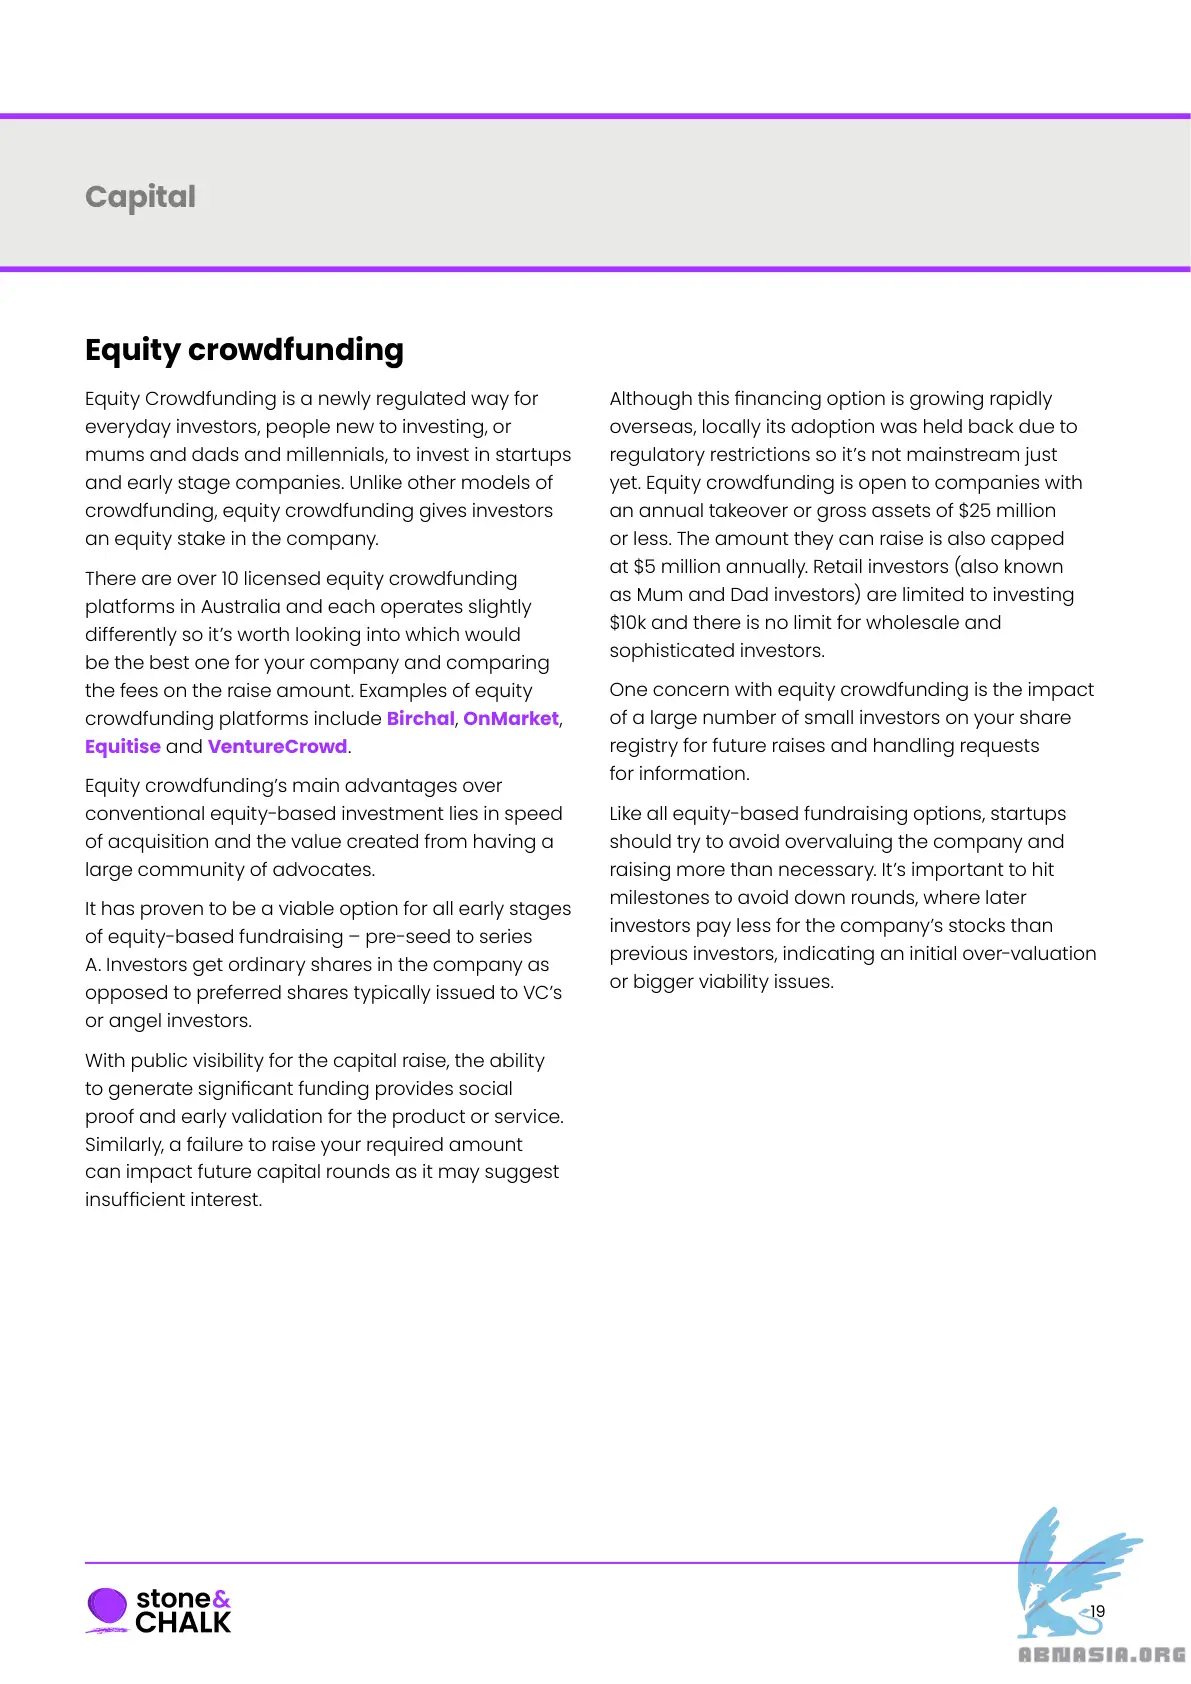 Capital
Equity crowdfunding
Equity Crowdfunding is a newly regulated way for
everyday investors, people new to investing, or
mums and dads and millennials, to invest in startups
and early stage companies. Unlike other models of
crowdfunding, equity crowdfunding gives investors
an equity stake in the company.
There are over 10 licensed equity crowdfunding
platforms in Australia and each operates slightly
differently so it’s worth looking into which would
be the best one for your company and comparing
the fees on the raise amount. Examples of equity
crowdfunding platforms include Birchal, OnMarket,
Equitise and VentureCrowd.
Equity crowdfunding’s main advantages over
conventional equity-based investment lies in speed
of acquisition and the value created from having a
large community of advocates.
It has proven to be a viable option for all early stages
of equity-based fundraising – pre-seed to series
A. Investors get ordinary shares in the company as
opposed to preferred shares typically issued to VC’s
or angel investors.
With public visibility for the capital raise, the ability
to generate significant funding provides social
proof and early validation for the product or service.
Similarly, a failure to raise your required amount
can impact future capital rounds as it may suggest
insufficient interest.
Although this financing option is growing rapidly
overseas, locally its adoption was held back due to
regulatory restrictions so it’s not mainstream just
yet. Equity crowdfunding is open to companies with
an annual takeover or gross assets of $25 million
or less. The amount they can raise is also capped
at $5 million annually. Retail investors (also known
as Mum and Dad investors) are limited to investing
$10k and there is no limit for wholesale and
sophisticated investors.
One concern with equity crowdfunding is the impact
of a large number of small investors on your share
registry for future raises and handling requests
for information.
Like all equity-based fundraising options, startups
should try to avoid overvaluing the company and
raising more than necessary. It’s important to hit
milestones to avoid down rounds, where later
investors pay less for the company’s stocks than
previous investors, indicating an initial over-valuation
or bigger viability issues.
stone&
CHALK
19
ABNASIA.ORG